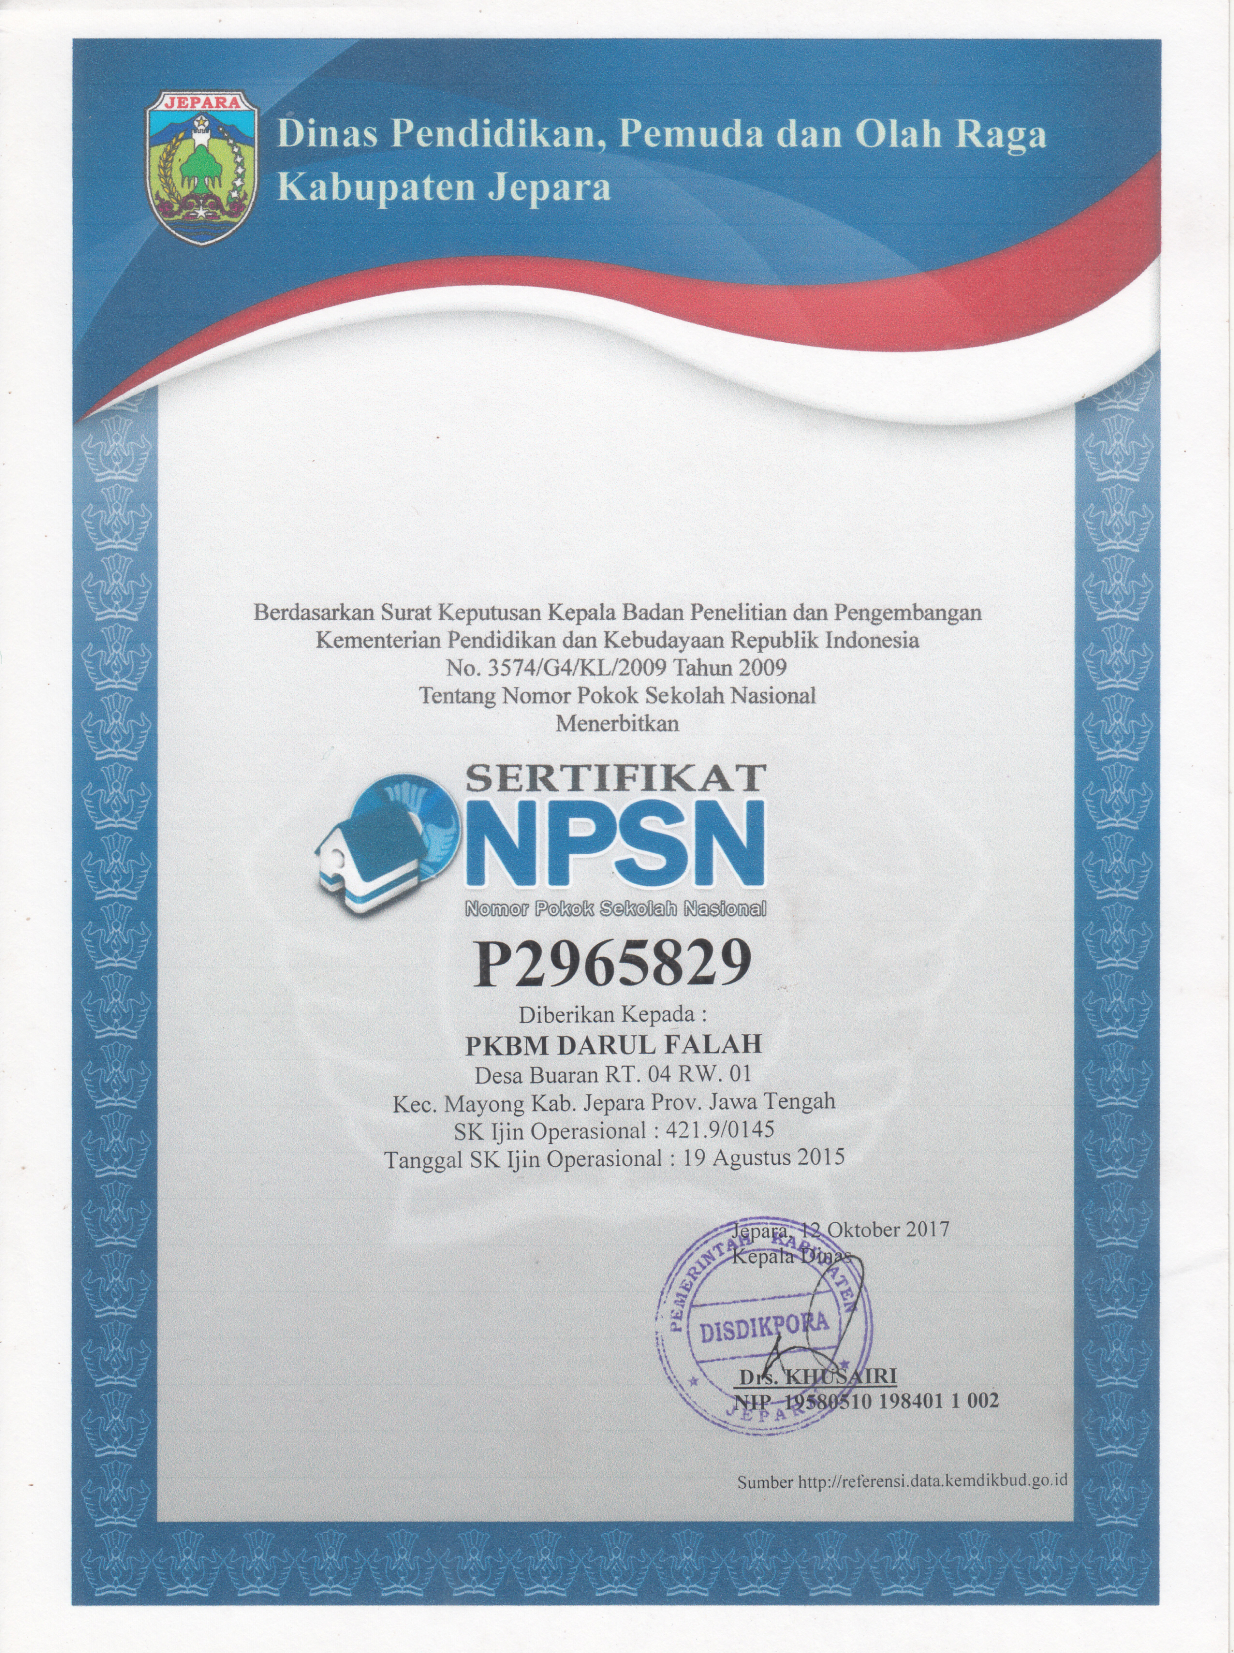 JEPARA
Dinas Pendidikan, Pemuda dan Olah Raga
Kabupaten Jepara
Berdasarkan Surat Keputusan Kepala Badan Penelitian dan Pengembangan
Kementerian Pendidikan dan Kebudayaan Republik Indonesia
No. 3574/G4/KL/2009 Tahun 2009
Tentang Nomor Pokok Sekolah Nasional
Menerbitkan
SERTIFIKAT
NPSN
Nomor Pokok Sekolah Nasional
P2965829
Diberikan Kepada :
PKBM DARUL FALAH
Desa Buaran RT. 04 RW. 01
Kec. Mayong Kab. Jepara Prov. Jawa Tengah
SK Ijin Operasional : 421.9/0145
Tanggal SK Ijin Operasional : 19 Agustus 2015
Jepara, 12 Oktober 2017
Kepala Dinas
PEMERINTAH KABUPATEN
DISDIKPORA
JEPARA
Drs. KHUSAIRI
NIP 19580510 198401 1 002
Sumber http://referensi.data.kemdikbud.go.id